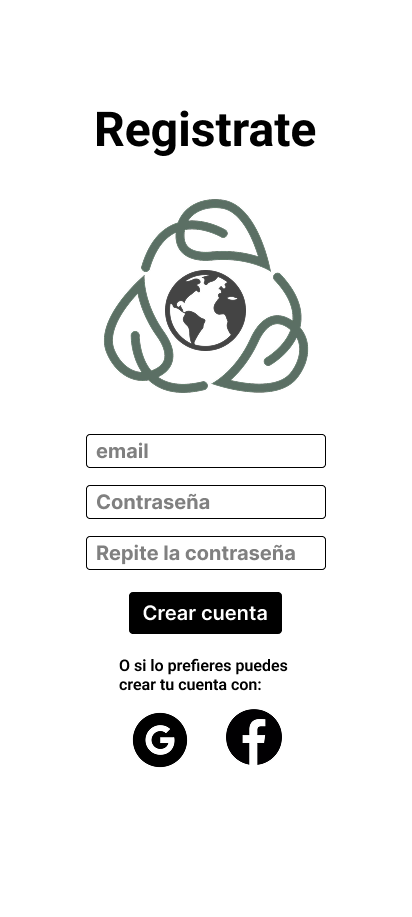 Registrate
email
Contraseña
Repite la contraseña
Crear cuenta
O si lo prefieres puedes
crear tu cuenta con: